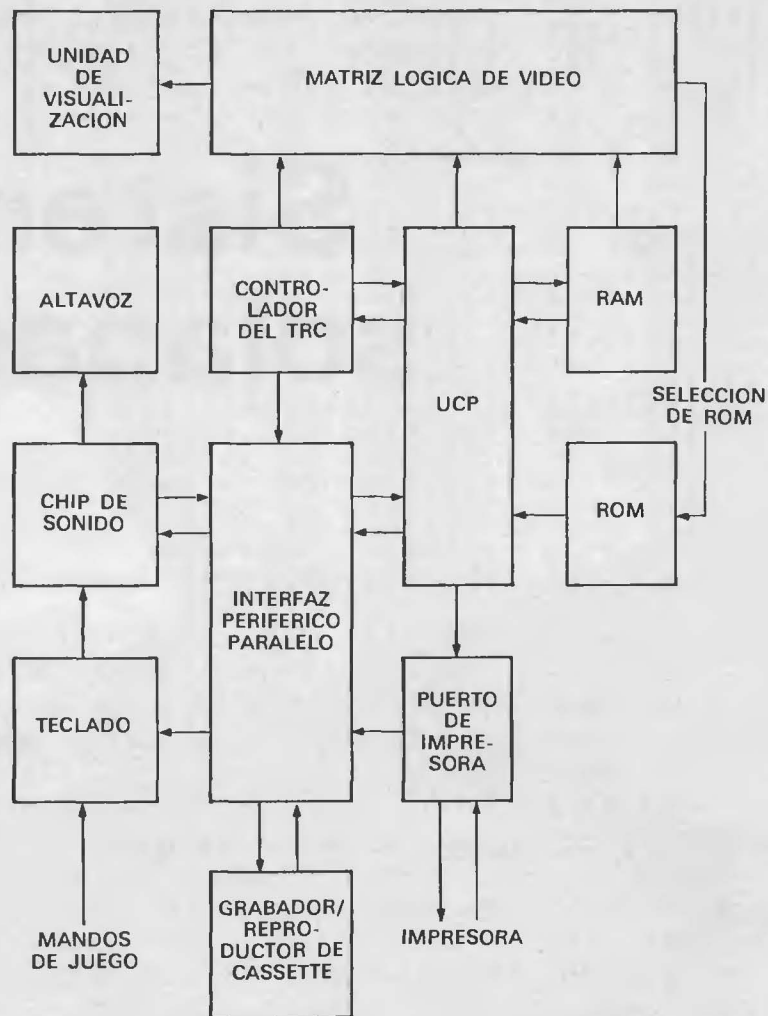 UNIDAD
DE
VISUALI-
ZACION
MATRIZ LOGICA DE VIDEO
ALTAVOZ
CONTRO-
LADOR
DEL TRC
UCP
RAM
SELECCION
DE ROM
CHIP DE
SONIDO
ROM
INTERFAZ
PERIFERICO
PARALELO
TECLADO
PUERTO
DE
IMPRE-
SORA
MANDOS
DE JUEGO
GRABADOR/
REPRO-
DUCTOR DE
CASSETTE
IMPRESORA